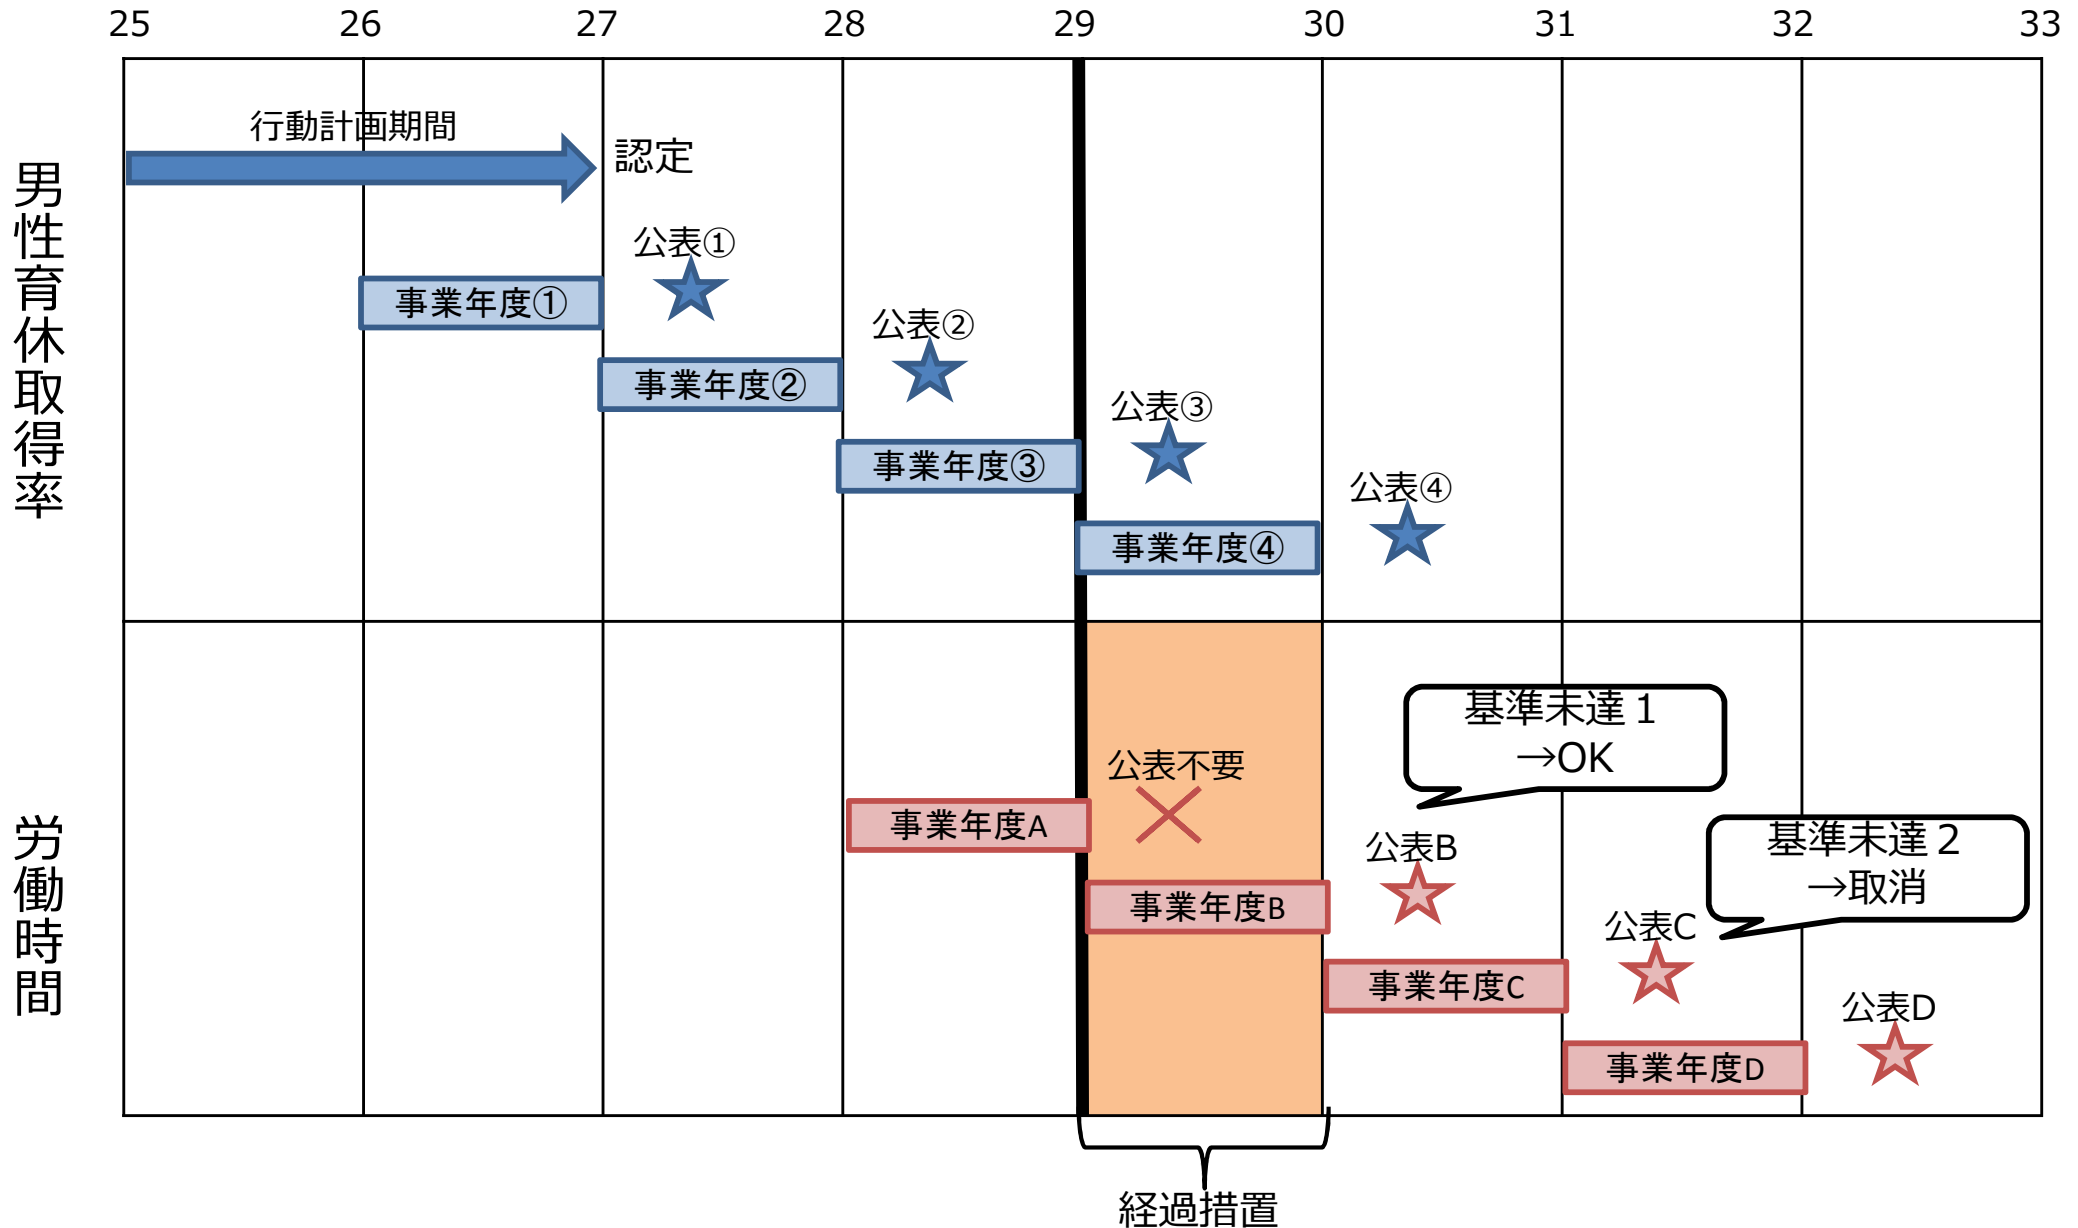 25 26 27 28 29 30 31 32 33
男性育休取得率
行動計画期間
認定
公表①
事業年度①
公表②
事業年度②
公表③
事業年度③
公表④
事業年度④
労働時間
基準未達１
→OK
公表不要
事業年度A
基準未達２
→取消
公表B
事業年度B
公表C
事業年度C
公表D
事業年度D
経過措置